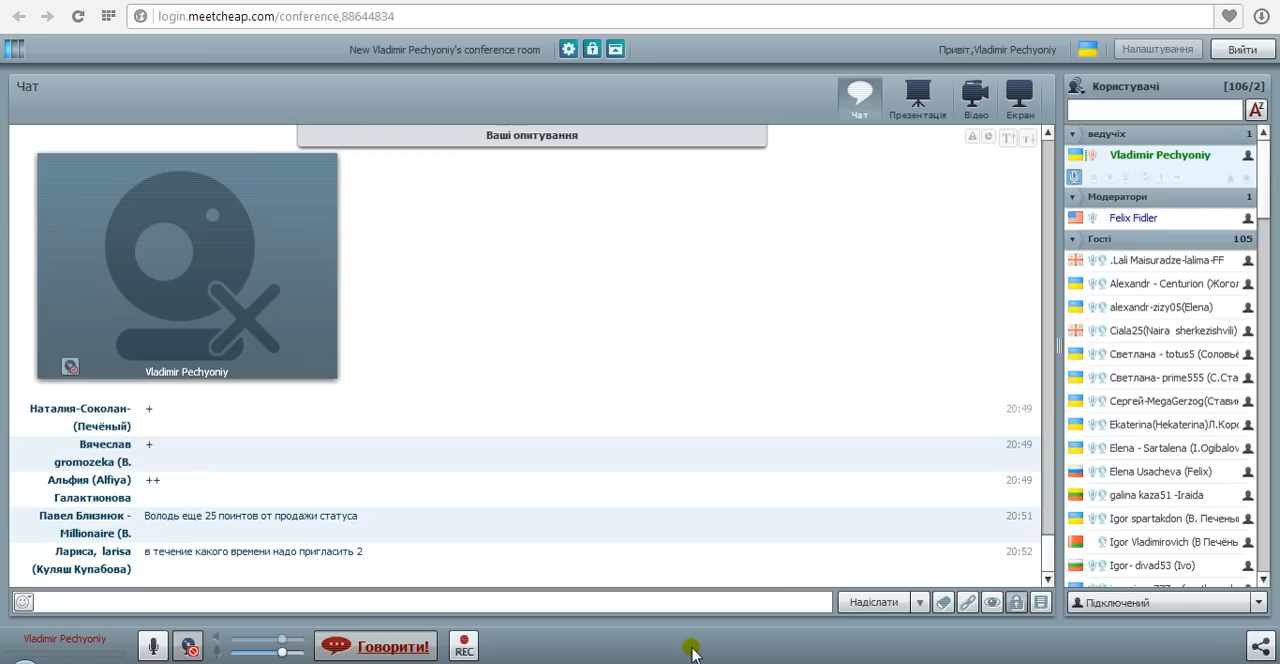 login.meetcheap.com/conference,88644834
New Vladimir Pechyoniy's conference room
Привіт,Vladimir Pechyoniy
Налаштування
Вийти
Чат
Чат
Презентація
Відео
Екран
Ваші опитування
Vladimir Pechyoniy
Наталия-Соколан- + 20:49
(Печёный)
Вячеслав + 20:49
gromozeka (В.
Альфия (Alfiya) ++ 20:49
Галактионова
Павел Близнюк - Володь еще 25 поинтов от продажи статуса 20:51
Millionaire (В.
Лариса, larisa в течение какого времени надо пригласить 2 20:52
(Куляш Купабова)
Надіслати
Vladimir Pechyoniy
Говорити!
REC
Користувачі [106/2]
ведучіх 1
Vladimir Pechyoniy
Модератори 1
Felix Fidler
Гості 105
.Lali Maisuradze-lalima-FF
Alexandr - Centurion (Жогол
alexandr-zizy05(Elena)
Ciala25(Naira sherkezishvili)
Светлана - totus5 (Соловьё
Светлана- prime555 (С.Ста
Сергей-MegaGerzog(Ставин
Ekaterina(Hekaterina)Л.Коро
Elena - Sartalena (I.Ogibalov
Elena Usacheva (Felix)
galina kaza51 -Iraida
Igor spartakdon (В. Печены
Igor Vladimirovich (В Печёнь
Igor- divad53 (Ivo)
Підключений